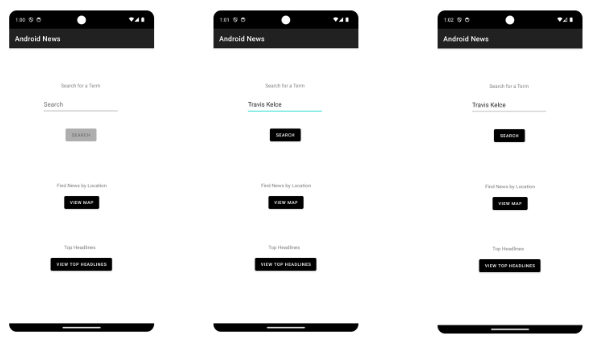 1:00
Android News
Search for a Term
Search
SEARCH
Find News by Location
VIEW MAP
Top Headlines
VIEW TOP HEADLINES
1:01
Android News
Search for a Term
Travis Kelce
SEARCH
Find News by Location
VIEW MAP
Top Headlines
VIEW TOP HEADLINES
1:02
Android News
Search for a Term
Travis Kelce
SEARCH
Find News by Location
VIEW MAP
Top Headlines
VIEW TOP HEADLINES